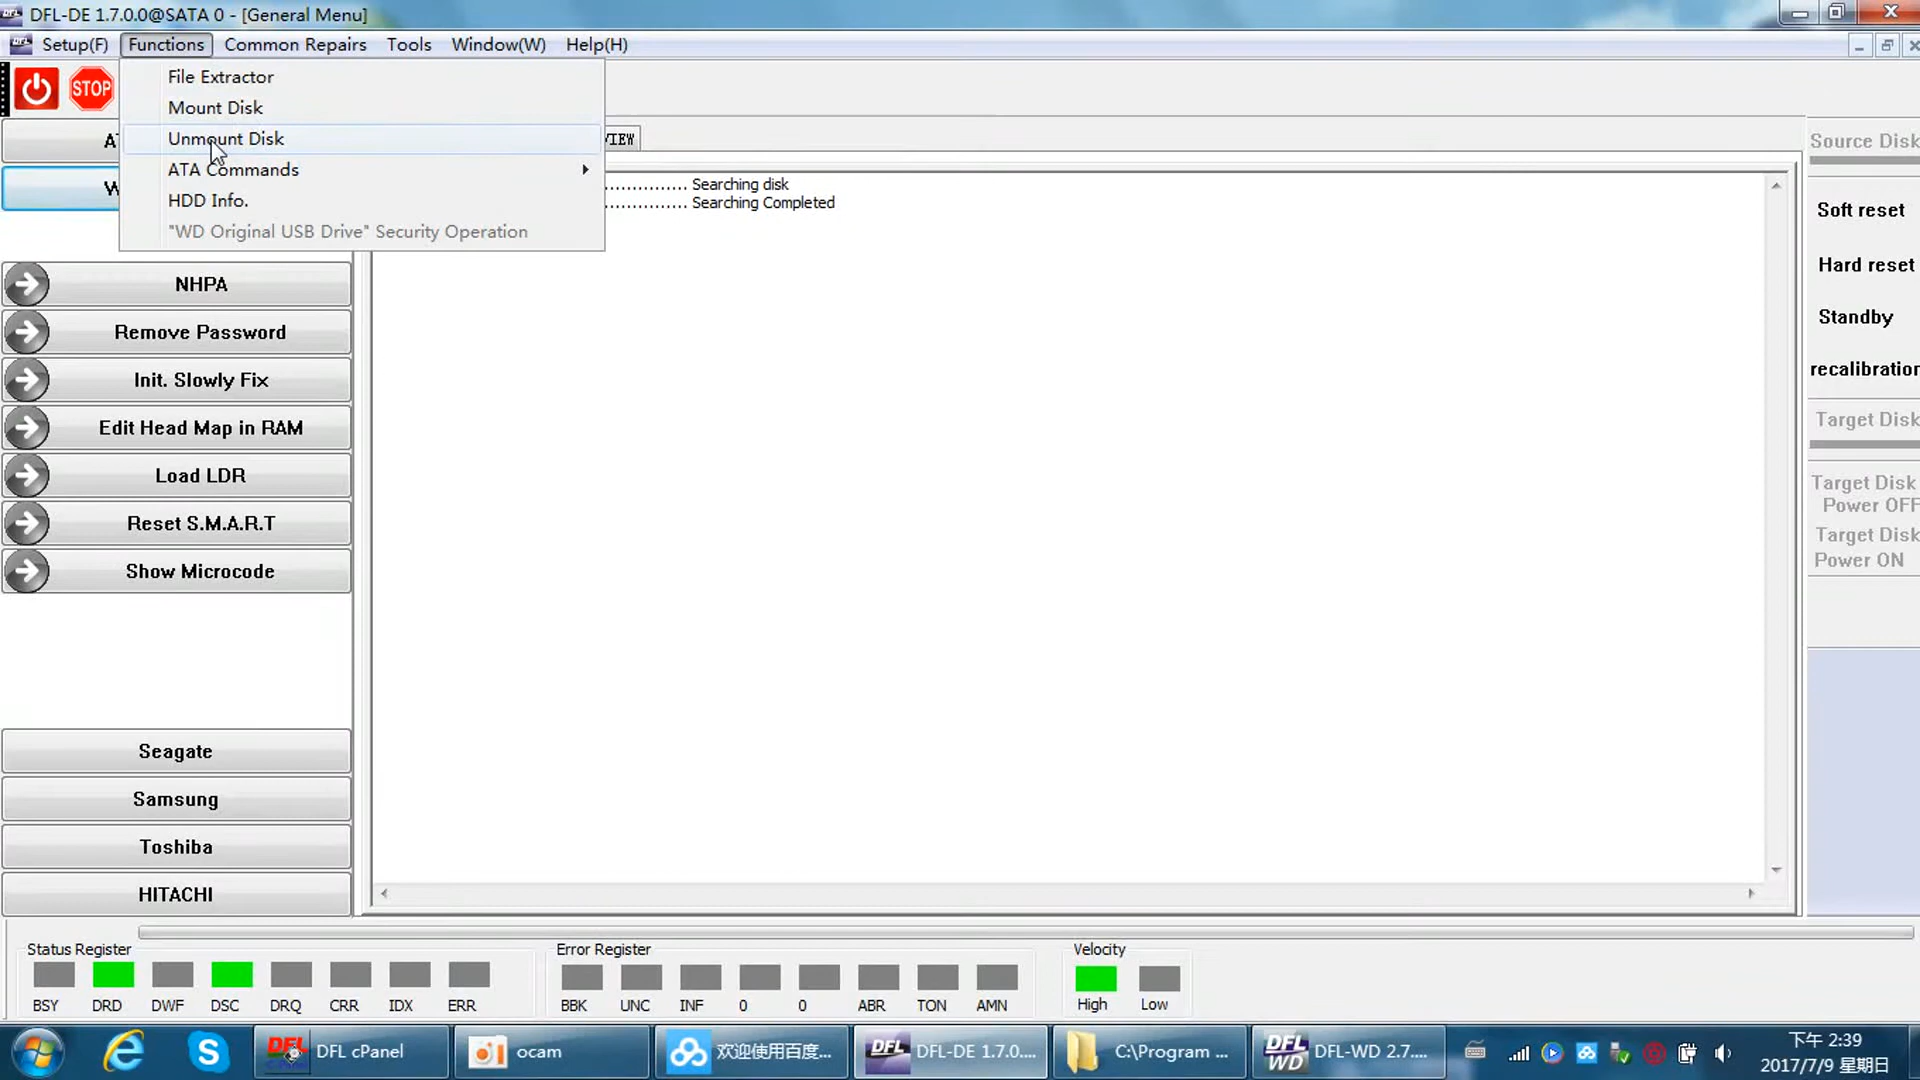 DFL-DE 1.7.0.0@SATA 0 - [General Menu]
Setup(F) Functions Common Repairs Tools Window(W) Help(H)
STOP
File Extractor
Mount Disk
Unmount Disk
ATA Commands
HDD Info.
"WD Original USB Drive" Security Operation
................ Searching disk
................ Searching Completed
NHPA
Remove Password
Init. Slowly Fix
Edit Head Map in RAM
Load LDR
Reset S.M.A.R.T
Show Microcode
Seagate
Samsung
Toshiba
HITACHI
Source Disk
Soft reset
Hard reset
Standby
recalibration
Target Disk
Target Disk
Power OFF
Target Disk
Power ON
Status Register
BSY DRD DWF DSC DRQ CRR IDX ERR
Error Register
BBK UNC INF 0 0 ABR TON AMN
Velocity
High Low
DFL cPanel
ocam
欢迎使用百度...
DFL-DE 1.7.0....
C:\Program ...
DFL WD DFL-WD 2.7....
下午 2:39
2017/7/9 星期日